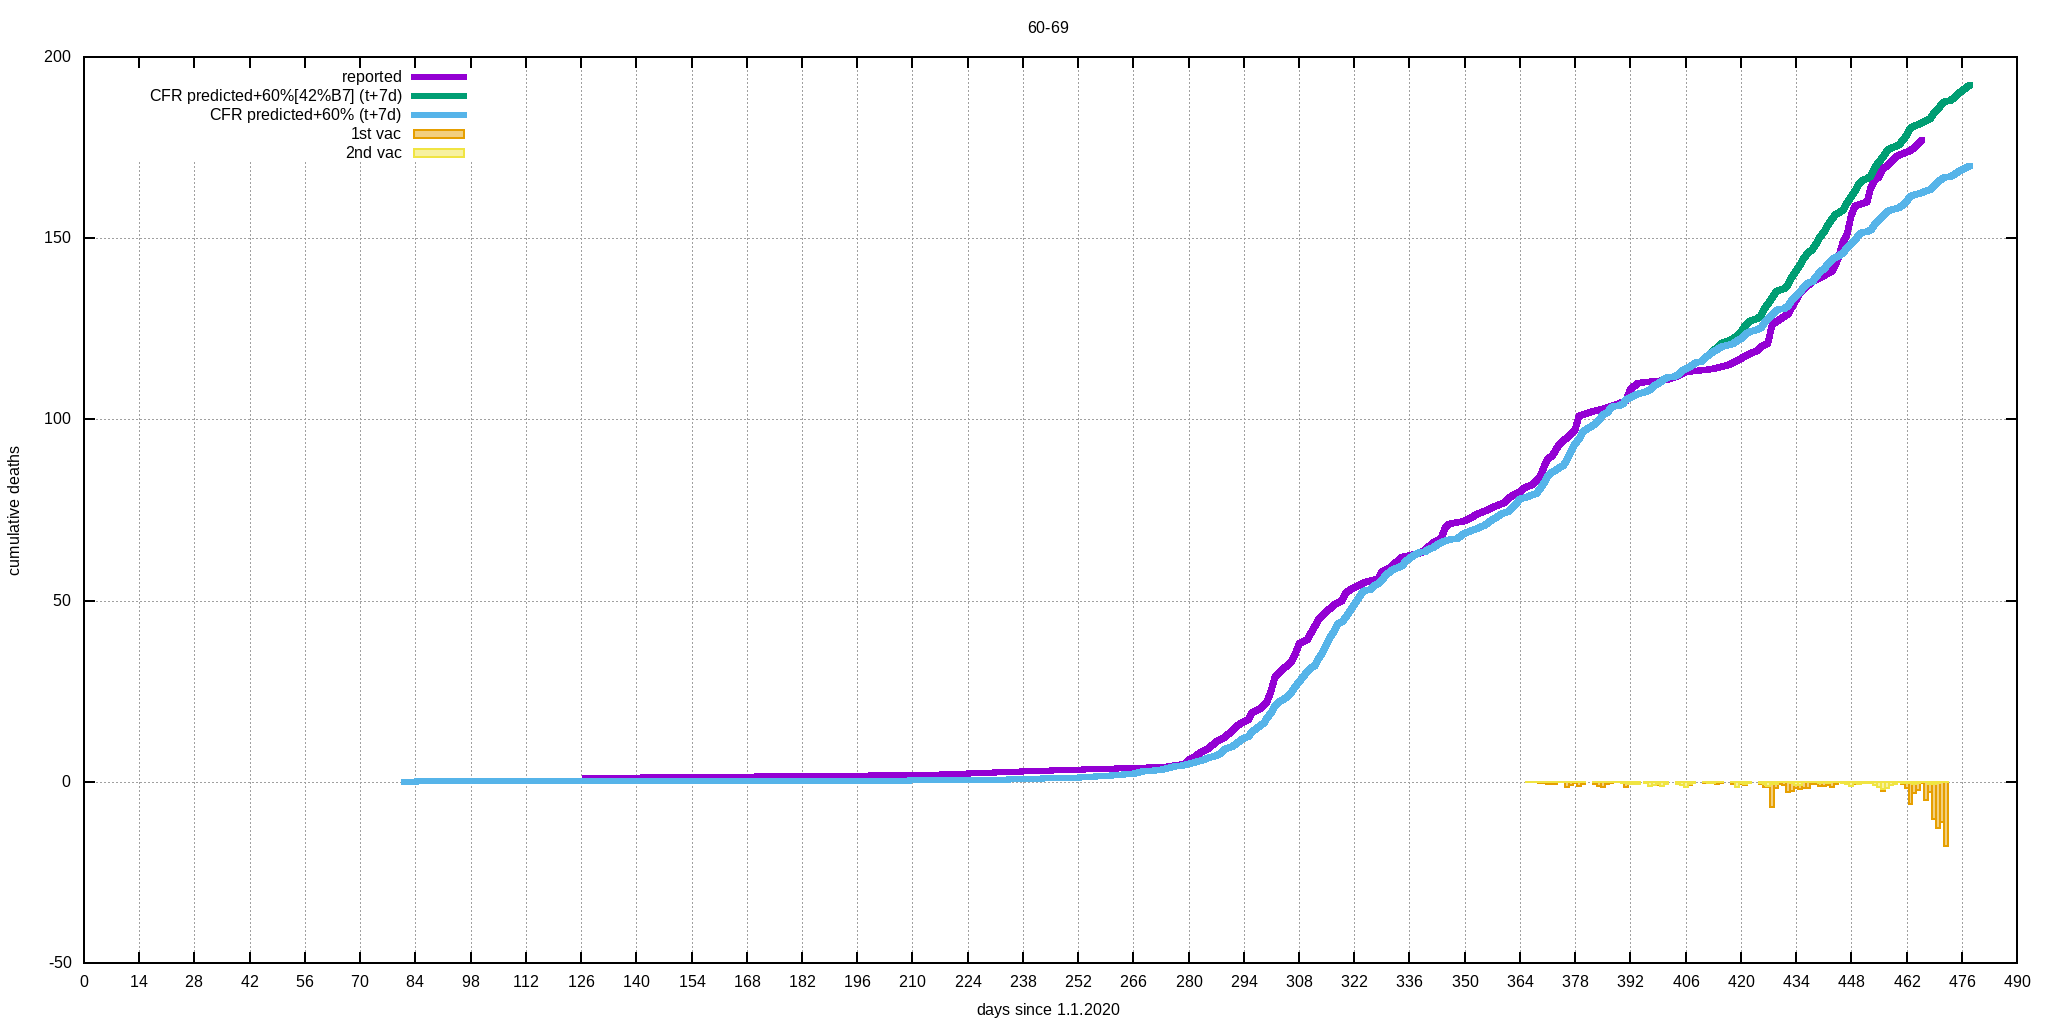 60-69
200
150
100
50
0
-50
cumulative deaths
reported
CFR predicted+60%[42%B7] (t+7d)
CFR predicted+60% (t+7d)
1st vac
2nd vac
0 14 28 42 56 70 84 98 112 126 140 154 168 182 196 210 224 238 252 266 280 294 308 322 336 350 364 378 392 406 420 434 448 462 476 490
days since 1.1.2020